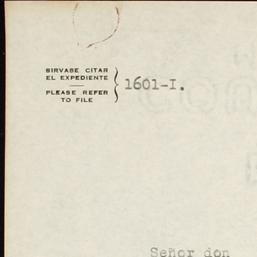 SIRVASE CITAR
EL EXPEDIENTE
1601-I.
PLEASE REFER
TO FILE
Señor don